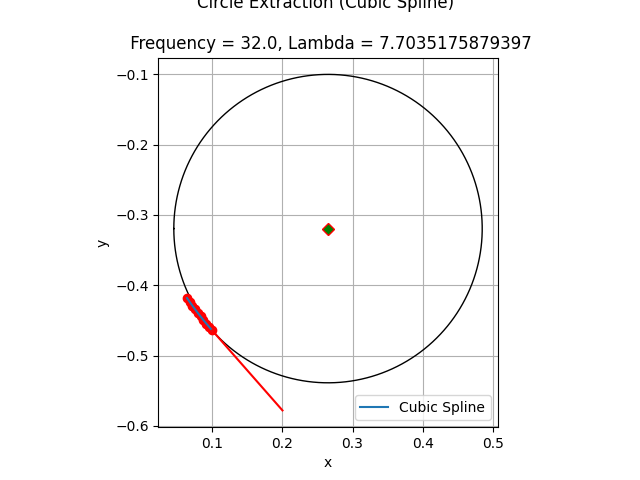 Circle Extraction (Cubic Spline)
Frequency = 32.0, Lambda = 7.7035175879397
−0.1
−0.2
−0.3
−0.4
−0.5
−0.6
y
0.1 0.2 0.3 0.4 0.5
x
Cubic Spline